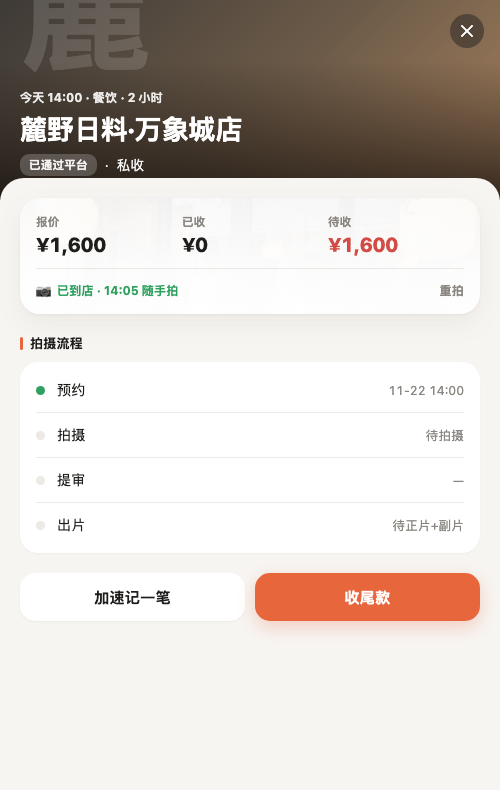 鹿
今天 14:00 · 餐饮 · 2 小时
麓野日料·万象城店
已通过平台 · 私收
报价 已收 待收
¥1,600 ¥0 ¥1,600
📷 已到店 · 14:05 随手拍 重拍
拍摄流程
预约 11-22 14:00
拍摄 待拍摄
提审 —
出片 待正片+副片
加速记一笔 收尾款